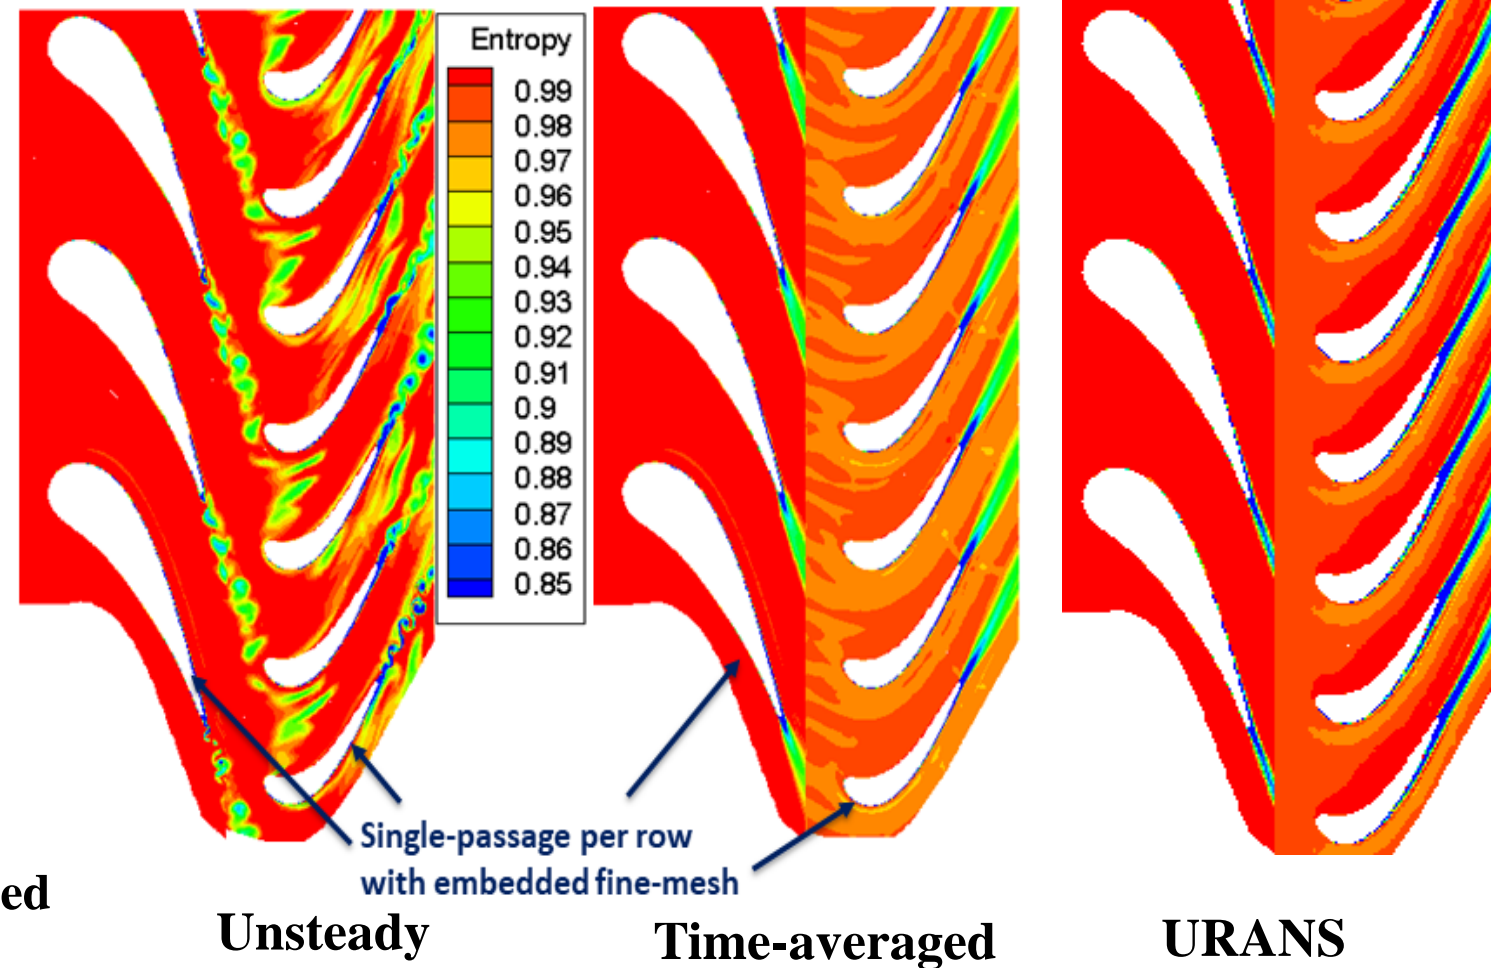 Entropy
0.99
0.98
0.97
0.96
0.95
0.94
0.93
0.92
0.91
0.9
0.89
0.88
0.87
0.86
0.85
Single-passage per row
with embedded fine-mesh
ed
Unsteady
Time-averaged
URANS